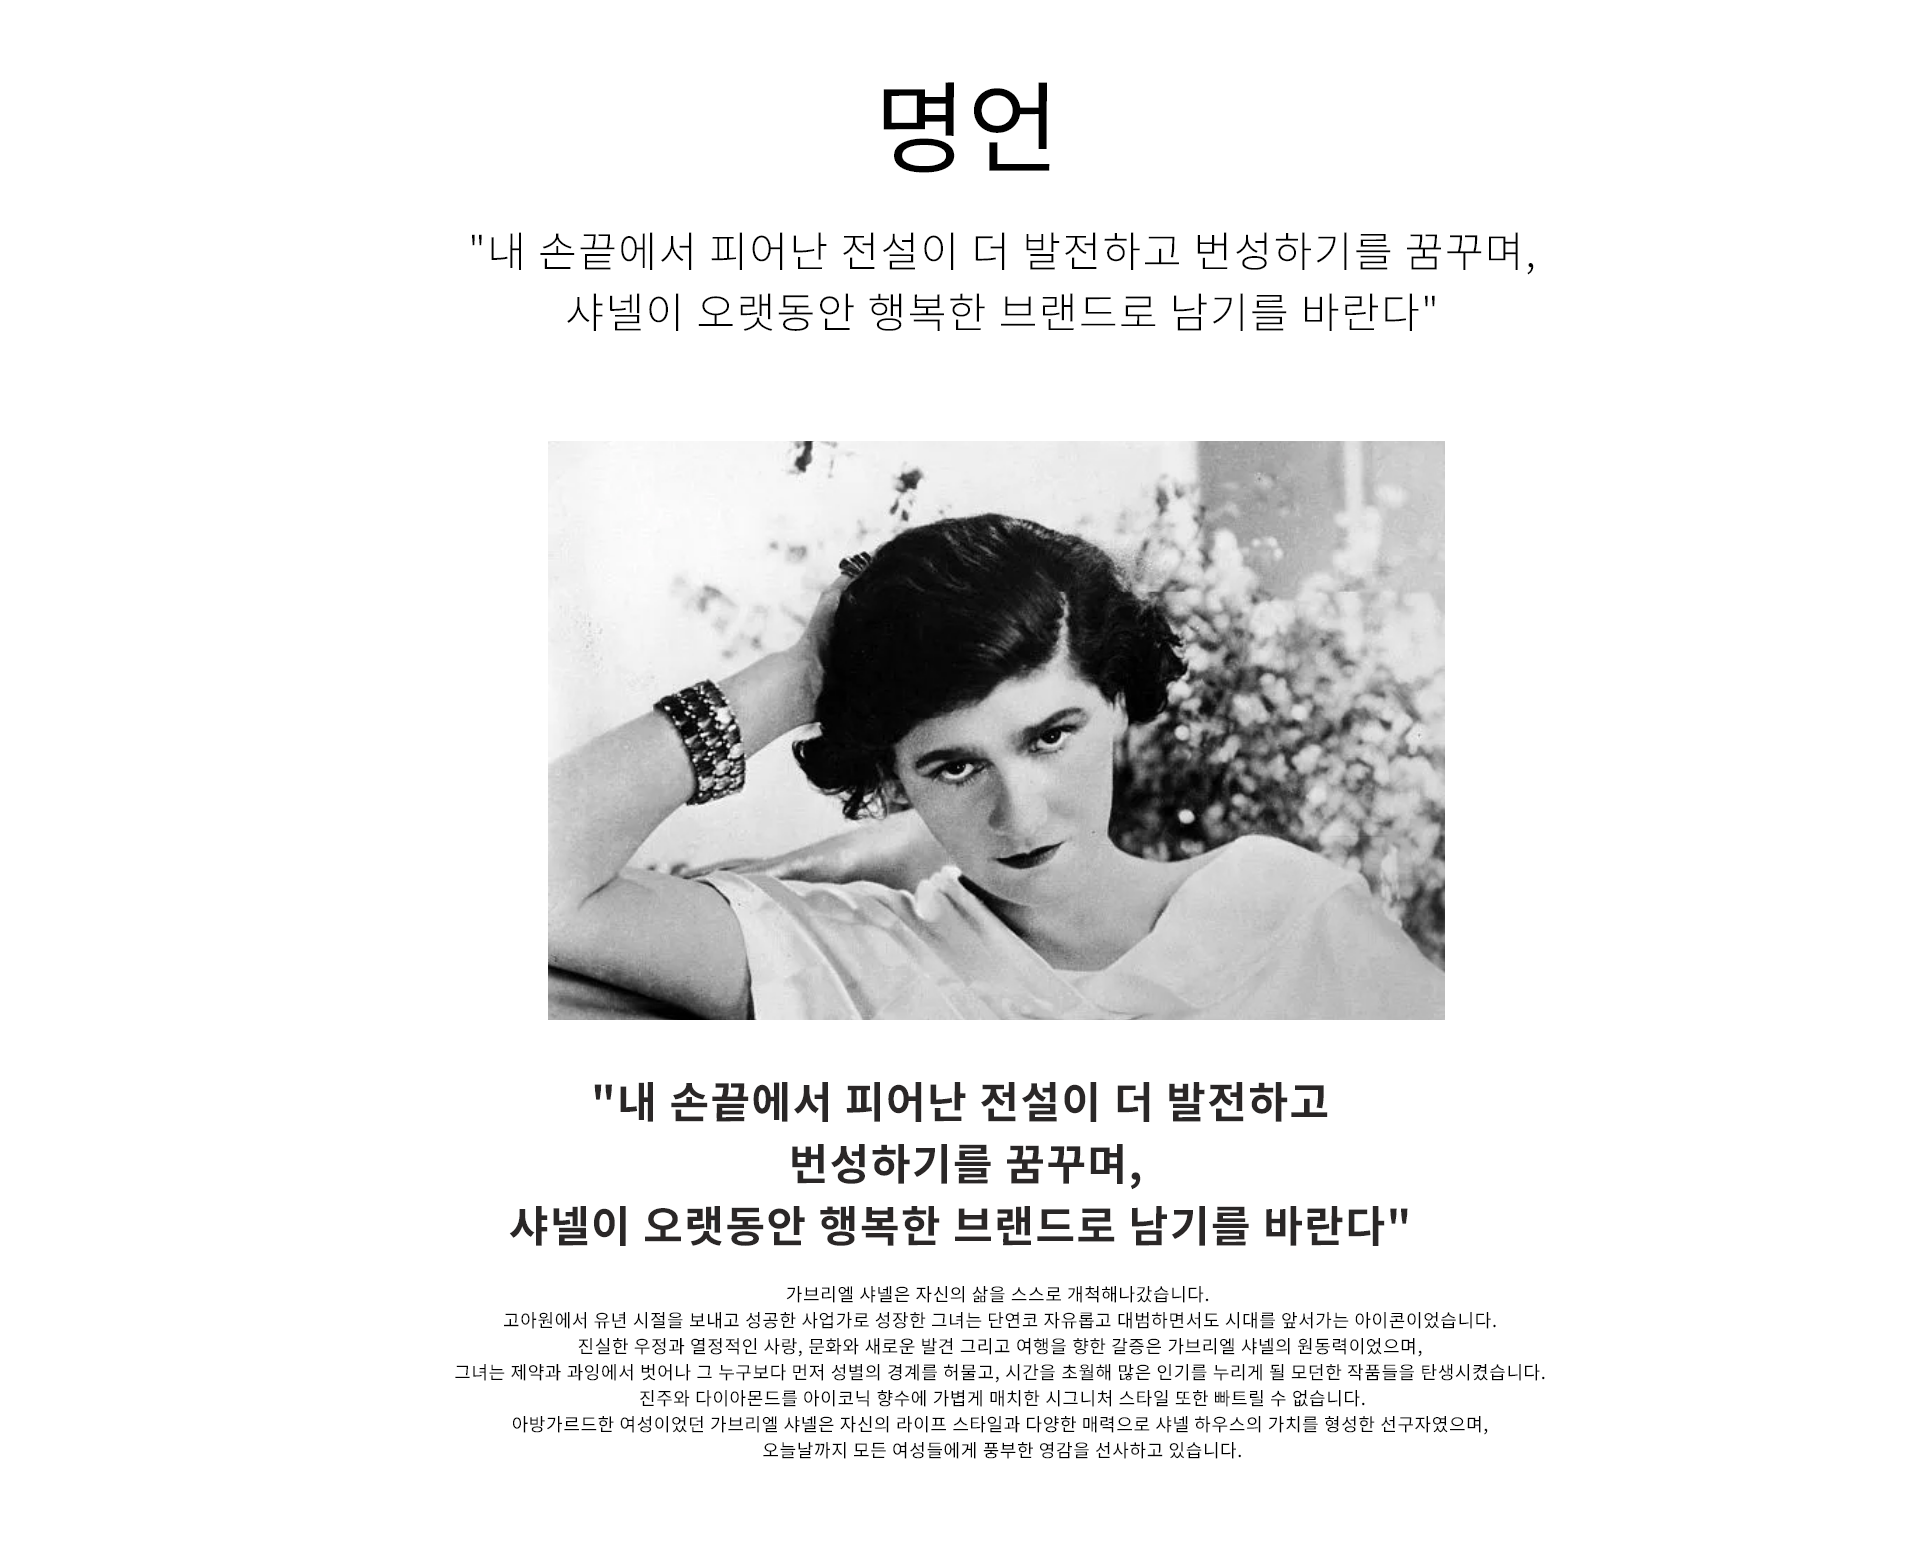 명언
"내 손끝에서 피어난 전설이 더 발전하고 번성하기를 꿈꾸며,
샤넬이 오랫동안 행복한 브랜드로 남기를 바란다"
"내 손끝에서 피어난 전설이 더 발전하고
번성하기를 꿈꾸며,
샤넬이 오랫동안 행복한 브랜드로 남기를 바란다"
가브리엘 샤넬은 자신의 삶을 스스로 개척해나갔습니다.
고아원에서 유년 시절을 보내고 성공한 사업가로 성장한 그녀는 단연코 자유롭고 대범하면서도 시대를 앞서가는 아이콘이었습니다.
진실한 우정과 열정적인 사랑, 문화와 새로운 발견 그리고 여행을 향한 갈증은 가브리엘 샤넬의 원동력이었으며,
그녀는 제약과 과잉에서 벗어나 그 누구보다 먼저 성별의 경계를 허물고, 시간을 초월해 많은 인기를 누리게 될 모던한 작품들을 탄생시켰습니다.
진주와 다이아몬드를 아이코닉 향수에 가볍게 매치한 시그니처 스타일 또한 빠트릴 수 없습니다.
아방가르드한 여성이었던 가브리엘 샤넬은 자신의 라이프 스타일과 다양한 매력으로 샤넬 하우스의 가치를 형성한 선구자였으며,
오늘날까지 모든 여성들에게 풍부한 영감을 선사하고 있습니다.